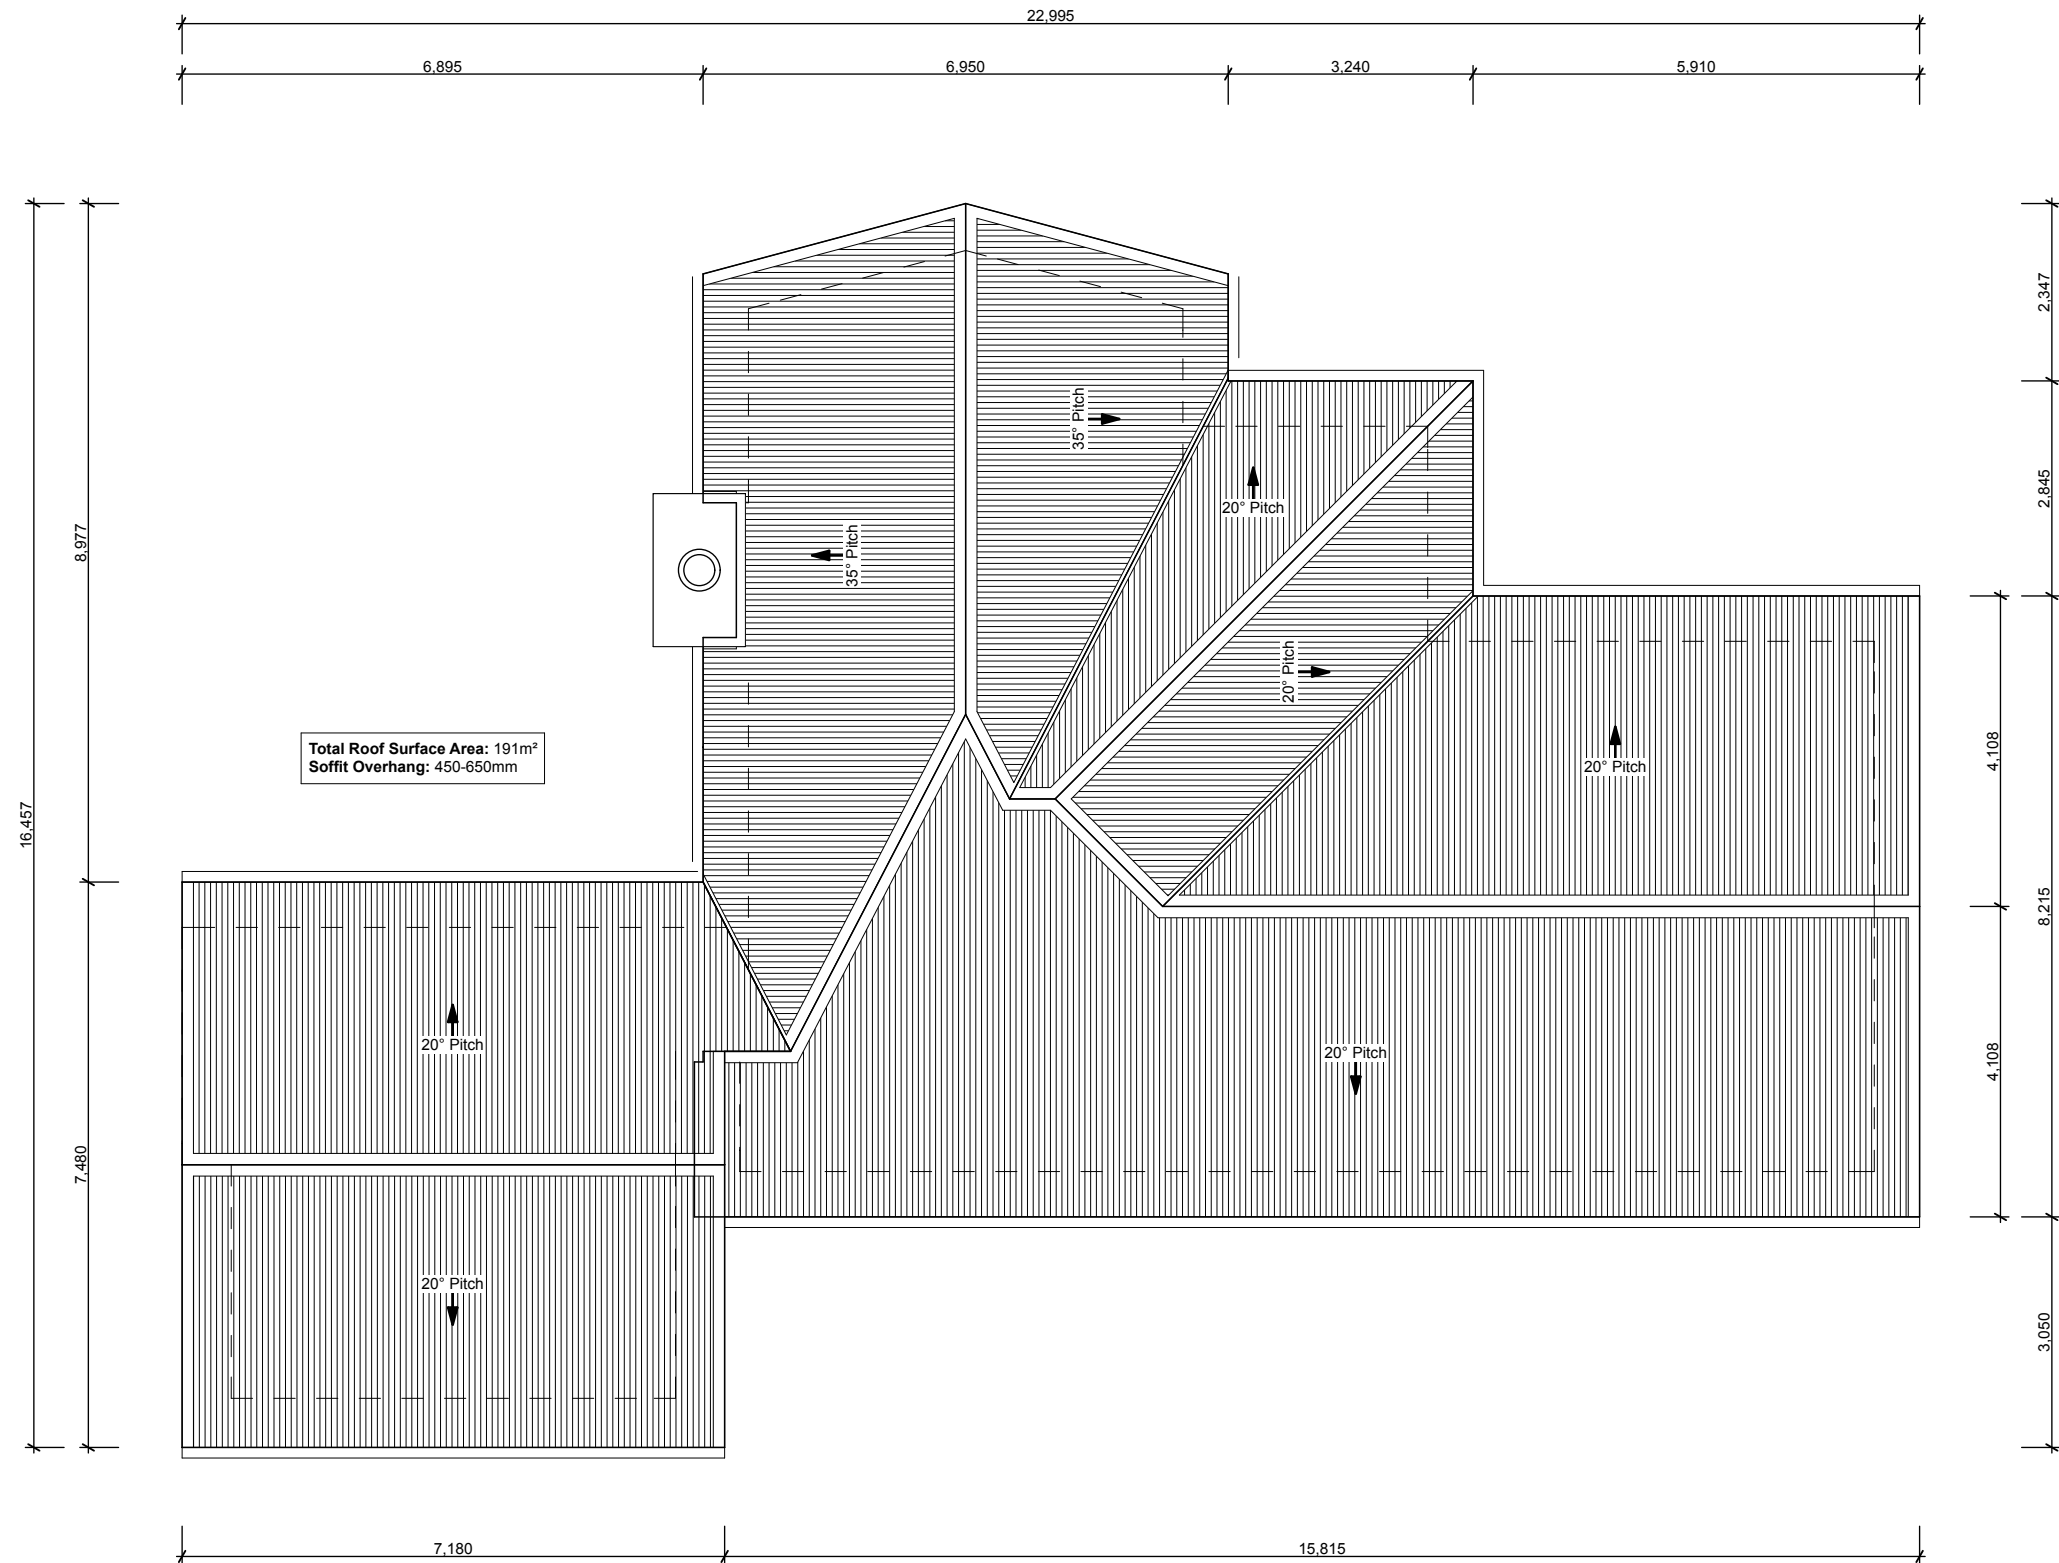 22,995
6,895
6,950
3,240
5,910
2,347
35° Pitch
20° Pitch
2,845
8,977
35° Pitch
20° Pitch
Total Roof Surface Area: 191m²
Soffit Overhang: 450-650mm
20° Pitch
4,108
16,457
8,215
20° Pitch
20° Pitch
4,108
7,480
20° Pitch
3,050
7,180
15,815